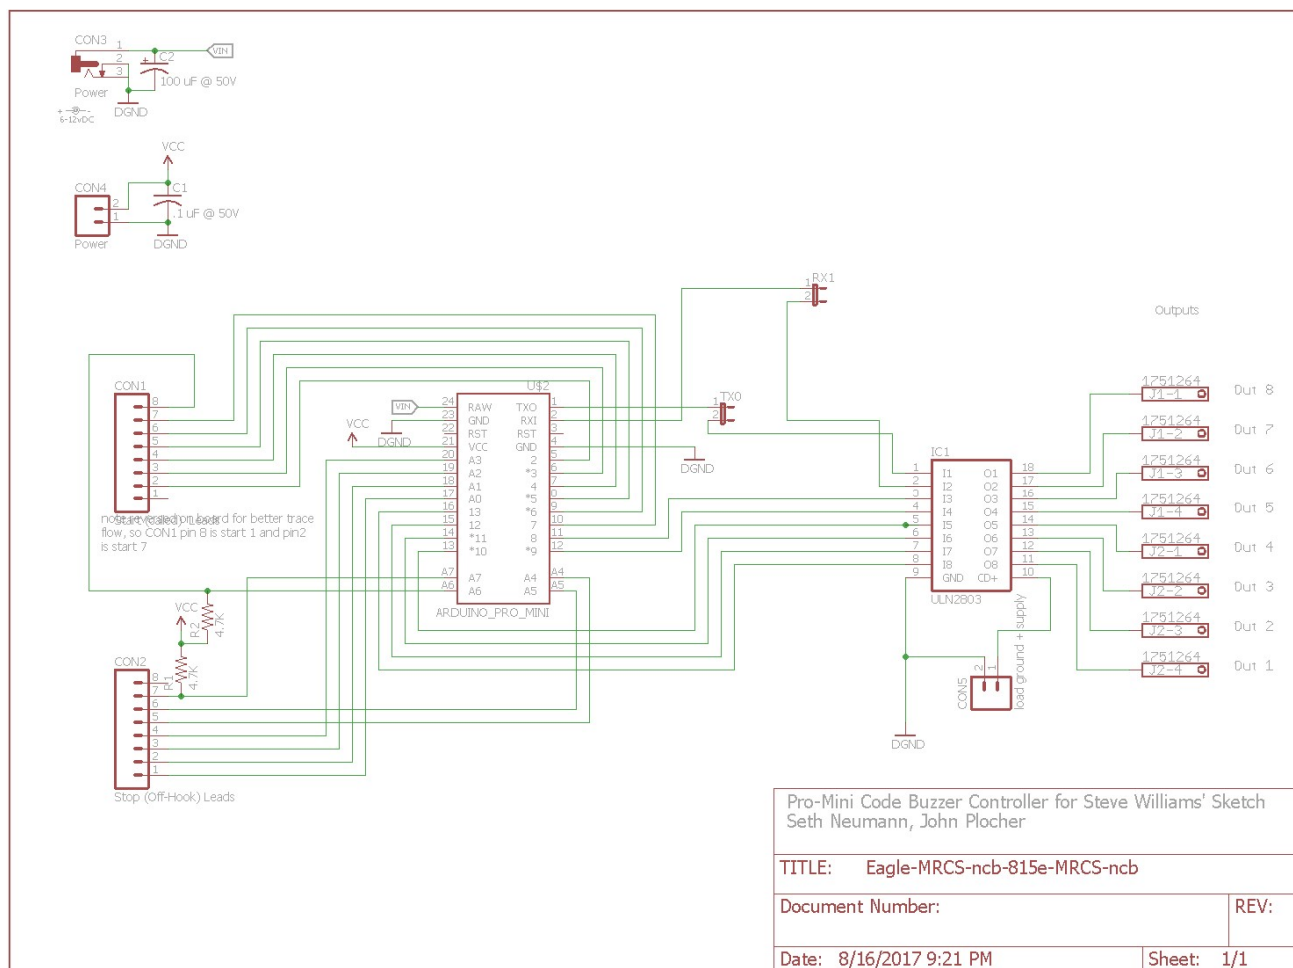 CON3
1
2
3
Power
+ -
6-12vDC
+
C2
100 uF @ 50V
VIN
DGND
VCC
CON4
2
1
Power
C1
.1 uF @ 50V
DGND
RX1
1
2
Outputs
CON1
8
7
6
5
4
3
2
1
Start (Called) Leads
note reversed on board for better trace
flow, so CON1 pin 8 is start 1 and pin2
is start 7
VIN
DGND
VCC
U$2
24 RAW TXO 1
23 GND RXI 2
22 RST RST 3
21 VCC GND 4
20 A3 2 5
19 A2 *3 6
18 A1 4 7
17 A0 *5 8
16 13 *6 9
15 12 7 10
14 *11 8 11
13 *10 *9 12
A7 A7 A4 A4
A6 A6 A5 A5
ARDUINO_PRO_MINI
TX0
1
2
DGND
IC1
1 I1 O1 18
2 I2 O2 17
3 I3 O3 16
4 I4 O4 15
5 I5 O5 14
6 I6 O6 13
7 I7 O7 12
8 I8 O8 11
9 GND CD+ 10
ULN2803
1751264
J1-1 Out 8
1751264
J1-2 Out 7
1751264
J1-3 Out 6
1751264
J1-4 Out 5
1751264
J2-1 Out 4
1751264
J2-2 Out 3
1751264
J2-3 Out 2
1751264
J2-4 Out 1
VCC
R2
4.7K
R1
4.7K
CON2
8
7
6
5
4
3
2
1
Stop (Off-Hook) Leads
CON5
2
1
load ground + supply
DGND
Pro-Mini Code Buzzer Controller for Steve Williams' Sketch
Seth Neumann, John Plocher
TITLE: Eagle-MRCS-ncb-815e-MRCS-ncb
Document Number:
REV:
Date: 8/16/2017 9:21 PM
Sheet: 1/1